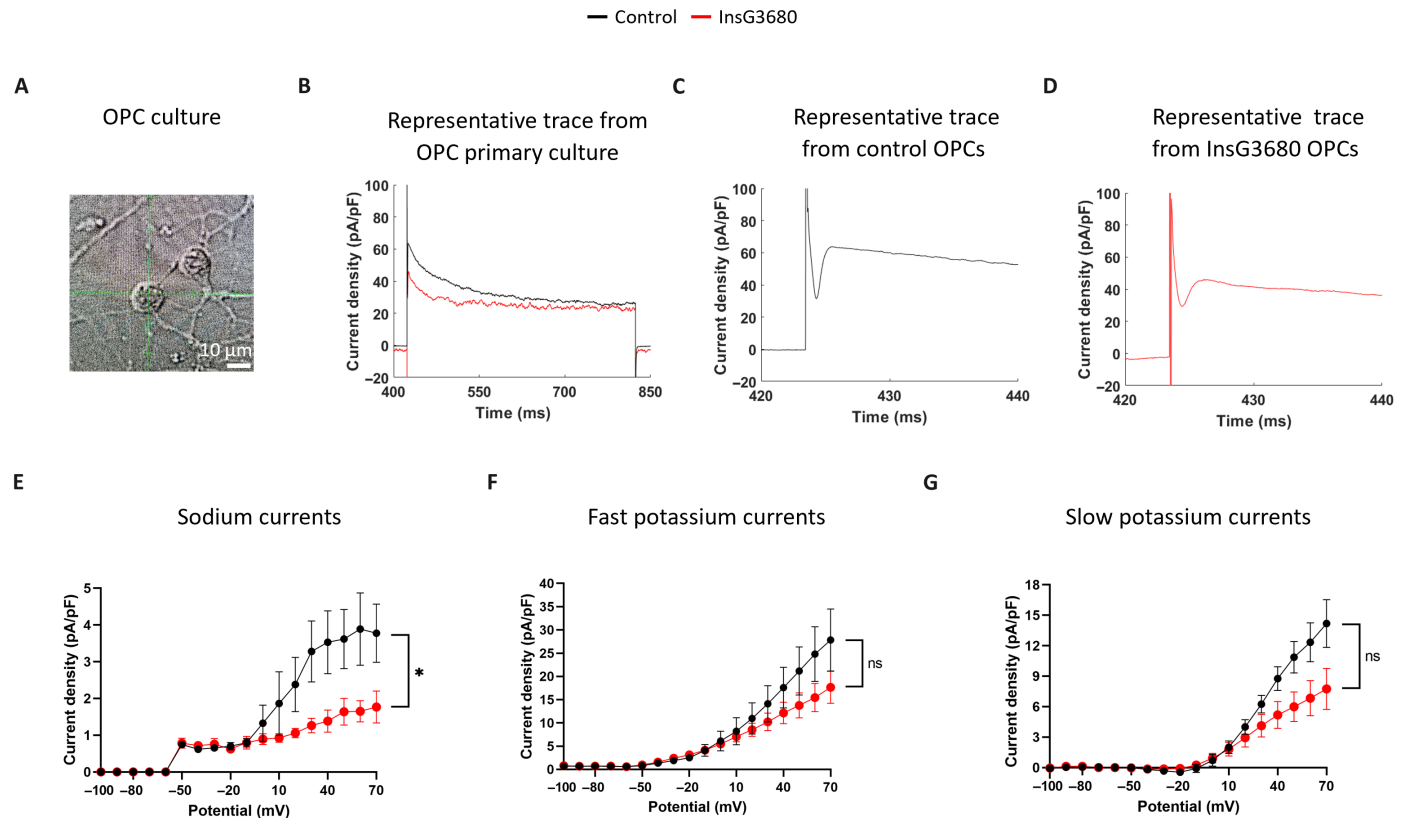 Control InsG3680
A B C D
OPC culture
Representative trace from
OPC primary culture
Representative trace
from control OPCs
Representative trace
from InsG3680 OPCs
10 µm
Current density (pA/pF)
100
80
60
40
20
0
−20
400 550 700 850
Time (ms)
Current density (pA/pF)
100
80
60
40
20
0
−20
420 430 440
Time (ms)
Current density (pA/pF)
100
80
60
40
20
0
−20
420 430 440
Time (ms)
E F G
Sodium currents
Fast potassium currents
Slow potassium currents
Current density (pA/pF)
5
4
3
2
1
0
−100 −80 −50 −20 10 40 70
Potential (mV)
*
Current density (pA/pF)
40
35
30
25
20
15
10
5
0
−100 −80 −50 −20 10 40 70
Potential (mV)
ns
Current density (pA/pF)
18
15
12
9
6
3
0
−100 −80 −50 −20 10 40 70
Potential (mV)
ns